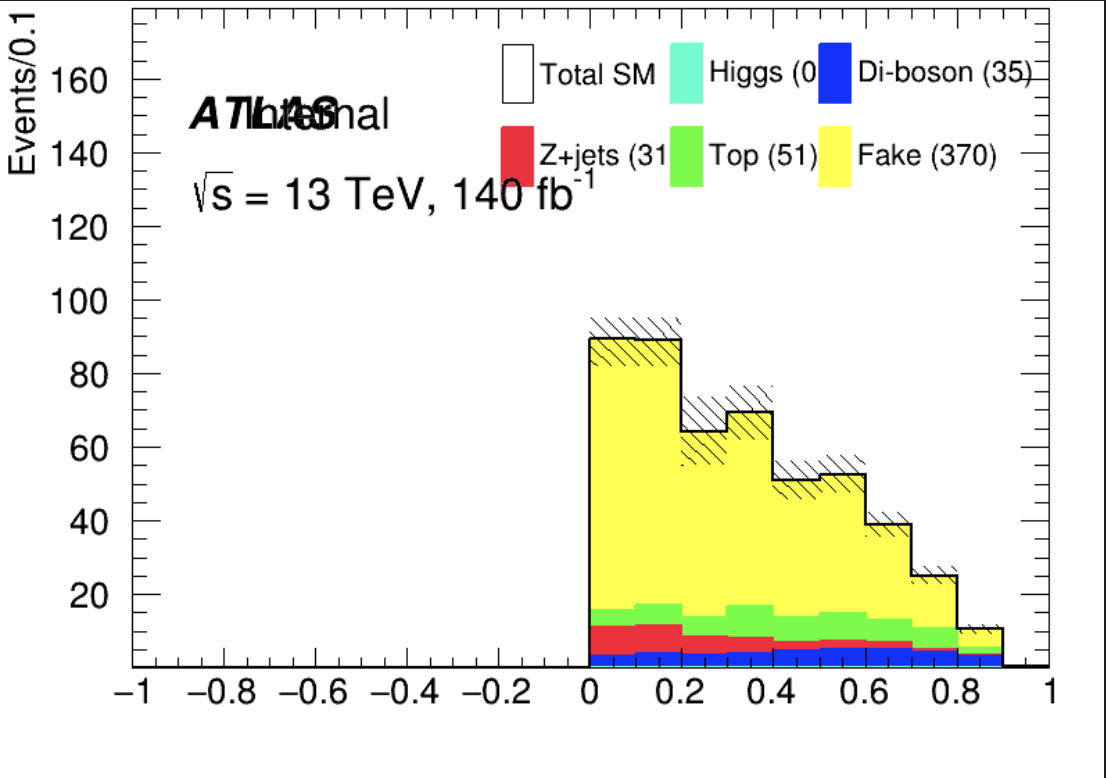 Events/0.1
160
140
120
100
80
60
40
20
Total SM Higgs (0 Di-boson (35)
Z+jets (31 Top (51) Fake (370)
ATLAS Internal
√s = 13 TeV, 140 fb-1
−1 −0.8 −0.6 −0.4 −0.2 0 0.2 0.4 0.6 0.8 1